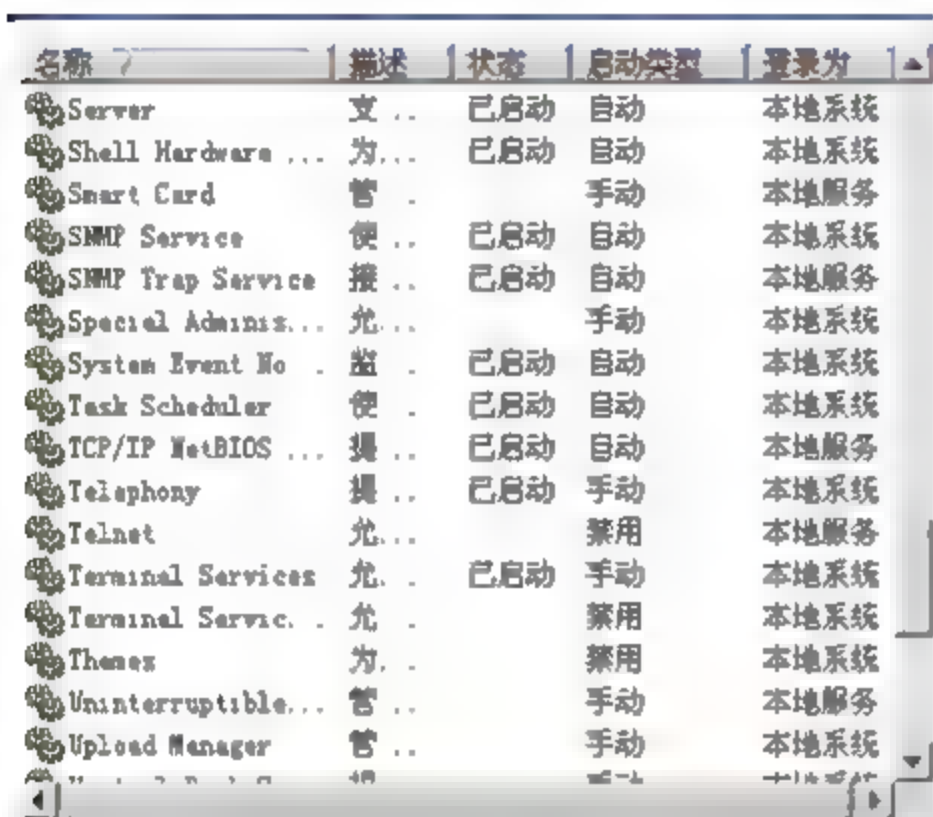 名称 描述 状态 启动类型 登录为
Server 支 .. 已启动 自动 本地系统
Shell Hardware ... 为... 已启动 自动 本地系统
Smart Card 管 . 手动 本地服务
SNMP Service 使 .. 已启动 自动 本地系统
SNMP Trap Service 接 .. 已启动 自动 本地服务
Special Adminis... 允... 手动 本地系统
System Event No . 监 . 已启动 自动 本地系统
Task Scheduler 使 . 已启动 自动 本地系统
TCP/IP NetBIOS ... 提 .. 已启动 自动 本地服务
Telephony 提 .. 已启动 手动 本地系统
Telnet 允... 禁用 本地服务
Terminal Services 允. . 已启动 手动 本地系统
Terminal Servic. . 允 . 禁用 本地系统
Themes 为. . 禁用 本地系统
Uninterruptible... 管 .. 手动 本地服务
Upload Manager 管 .. 手动 本地系统